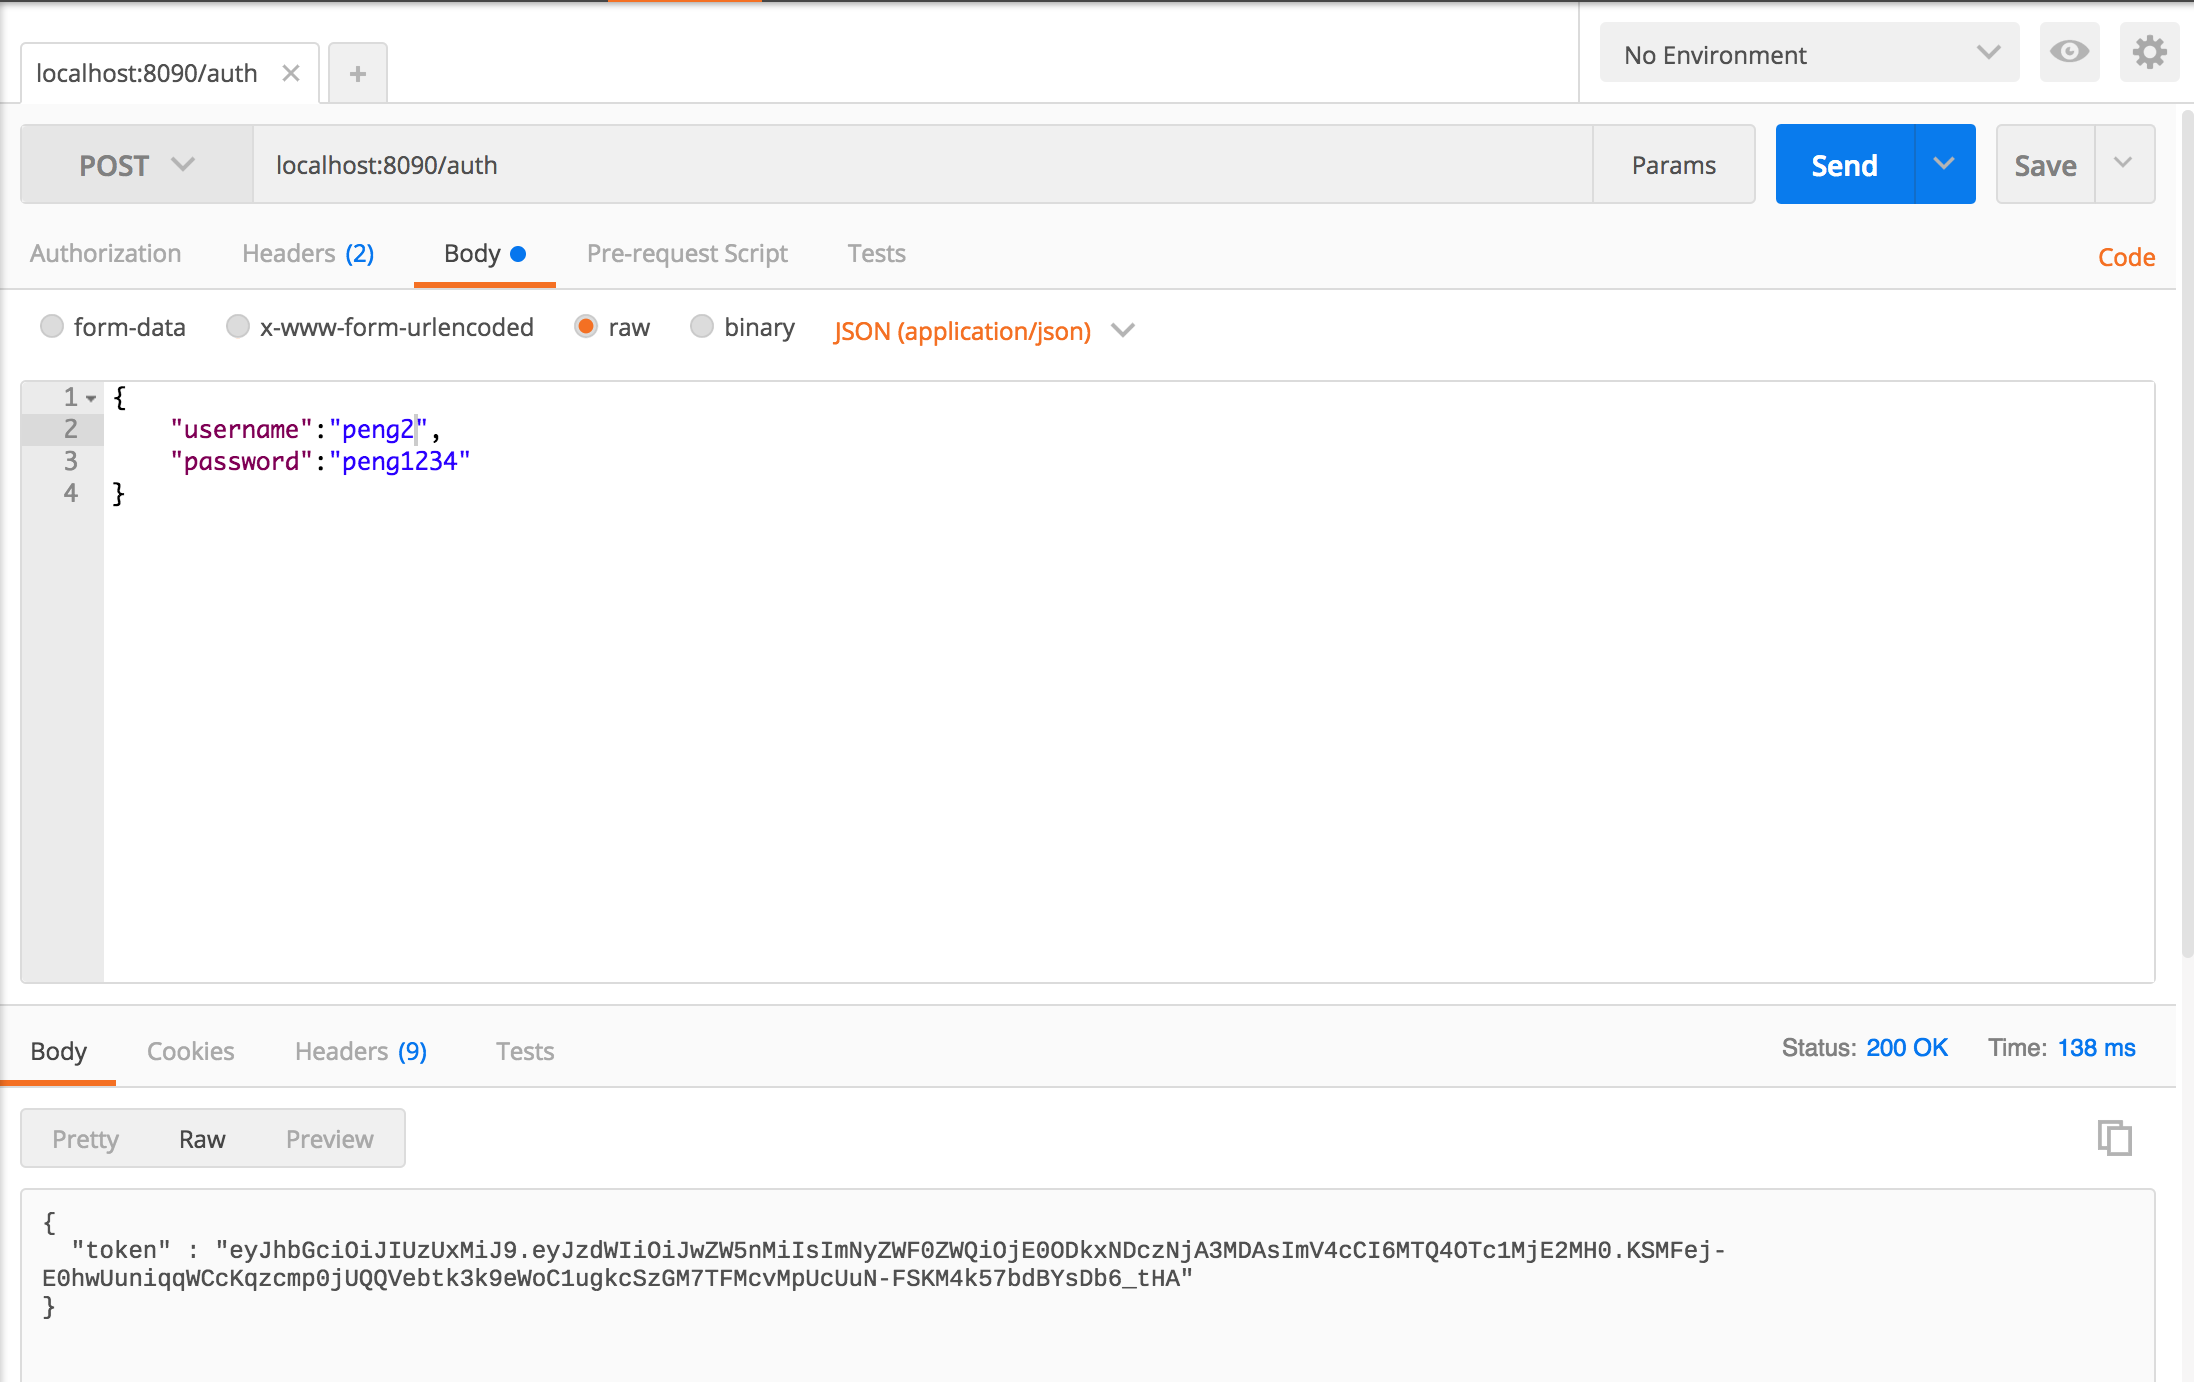 localhost:8090/auth
No Environment
POST localhost:8090/auth Params Send Save
Authorization Headers (2) Body Pre-request Script Tests Code
form-data x-www-form-urlencoded raw binary JSON (application/json)
1 {
2 "username":"peng2",
3 "password":"peng1234"
4 }
Body Cookies Headers (9) Tests Status: 200 OK Time: 138 ms
Pretty Raw Preview
{
"token" : "eyJhbGciOiJIUzUxMiJ9.eyJzdWIiOiJwZW5nMiIsImNyZWF0ZWQiOjE0ODkxNDczNjA3MDAsImV4cCI6MTQ4OTc1MjE2MH0.KSMFej-
E0hwUuniqqWCcKqzcmp0jUQQVebtk3k9eWoC1ugkcSzGM7TFMcvMpUcUuN-FSKM4k57bdBYsDb6_tHA"
}